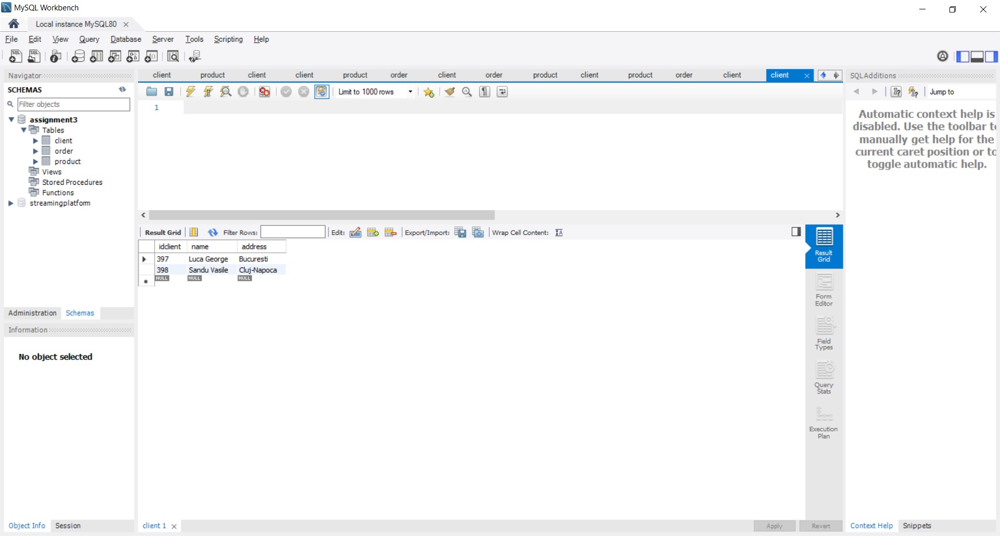 MySQL Workbench
Local instance MySQL80
File Edit View Query Database Server Tools Scripting Help
Navigator
SCHEMAS
Filter objects
assignment3
Tables
client
order
product
Views
Stored Procedures
Functions
streamingplatform
Administration Schemas
Information
No object selected
Object Info Session
client product client client product order client order product client product order client client
Limit to 1000 rows
1
Result Grid Filter Rows: Edit: Export/Import: Wrap Cell Content:
idclient name address
397 Luca George Bucuresti
398 Sandu Vasile Cluj-Napoca
NULL NULL NULL
Result
Grid
Form
Editor
Field
Types
Query
Stats
Execution
Plan
client 1
Apply Revert
SQLAdditions
Jump to
Automatic context help is
disabled. Use the toolbar t
manually get help for the
current caret position or to
toggle automatic help.
Context Help Snippets